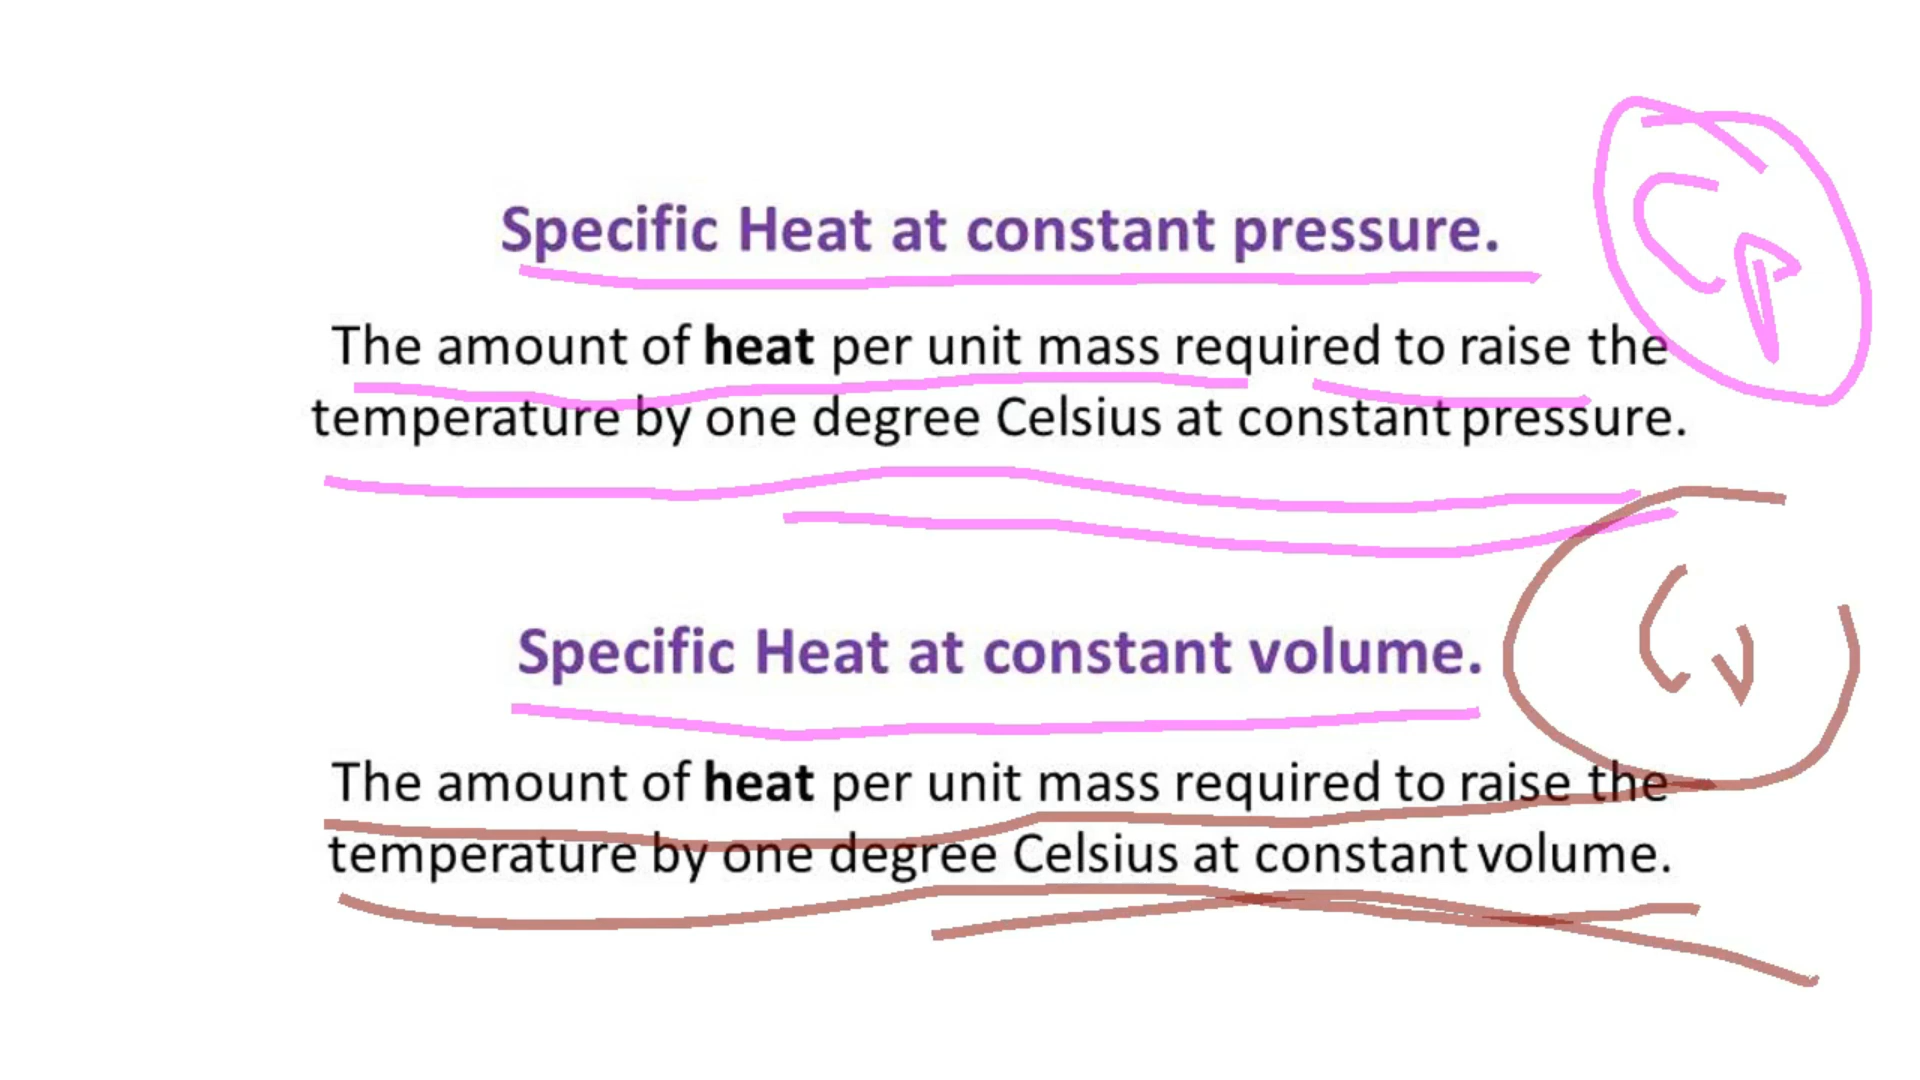 Specific Heat at constant pressure.
CP
The amount of heat per unit mass required to raise the
temperature by one degree Celsius at constant pressure.
Specific Heat at constant volume.
Cv
The amount of heat per unit mass required to raise the
temperature by one degree Celsius at constant volume.